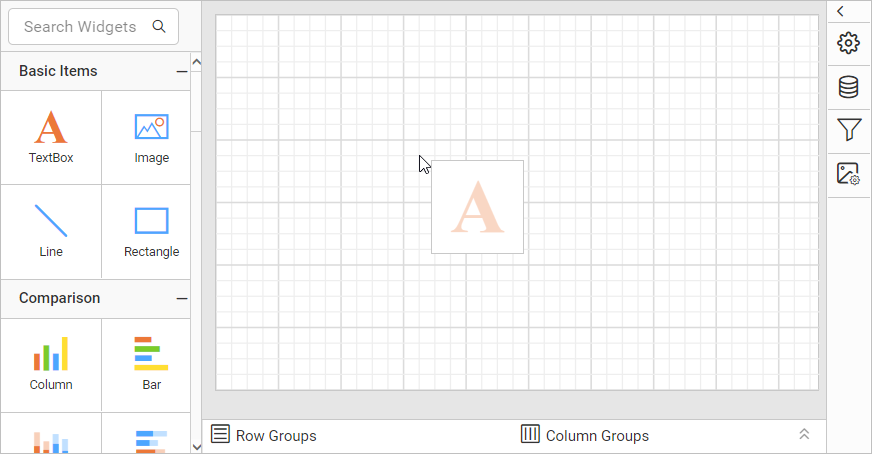 Search Widgets
Basic Items
TextBox
Image
Line
Rectangle
Comparison
Column
Bar
A
Row Groups
Column Groups